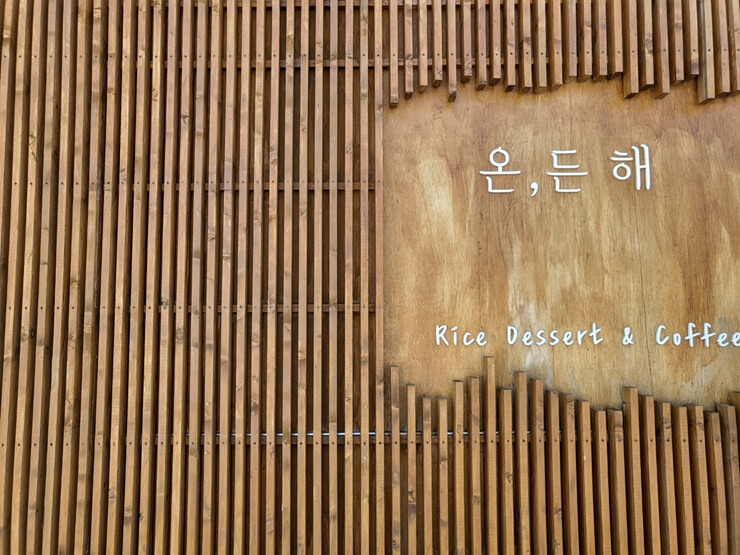 온,든해
Rice Dessert & Coffee